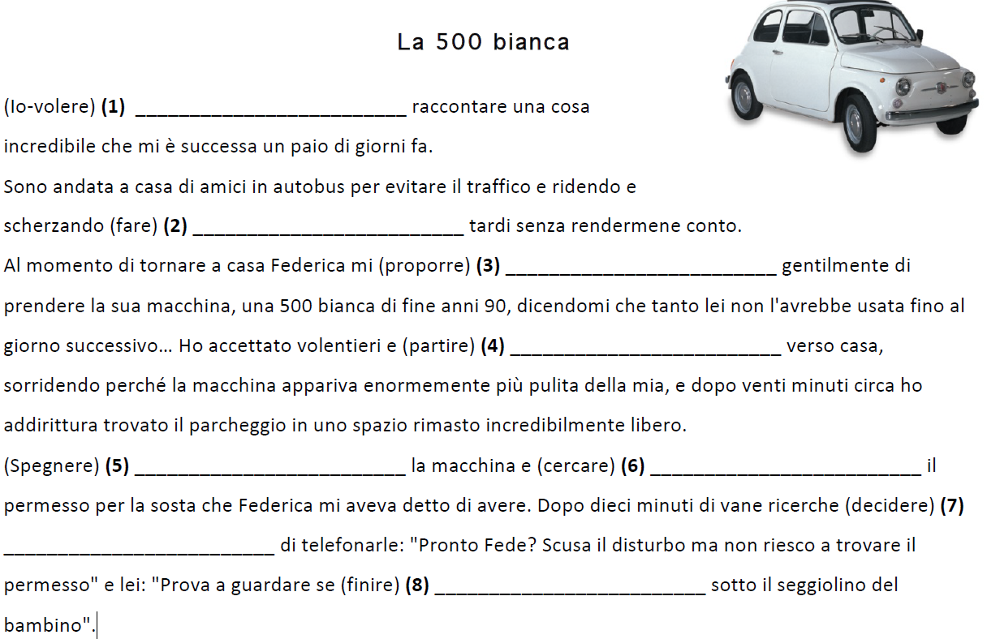 La 500 bianca
(Io-volere) (1) _________________________ raccontare una cosa
incredibile che mi è successa un paio di giorni fa.
Sono andata a casa di amici in autobus per evitare il traffico e ridendo e
scherzando (fare) (2) _________________________ tardi senza rendermene conto.
Al momento di tornare a casa Federica mi (proporre) (3) _________________________ gentilmente di
prendere la sua macchina, una 500 bianca di fine anni 90, dicendomi che tanto lei non l'avrebbe usata fino al
giorno successivo... Ho accettato volentieri e (partire) (4) _________________________ verso casa,
sorridendo perché la macchina appariva enormemente più pulita della mia, e dopo venti minuti circa ho
addirittura trovato il parcheggio in uno spazio rimasto incredibilmente libero.
(Spegnere) (5) _________________________ la macchina e (cercare) (6) _________________________ il
permesso per la sosta che Federica mi aveva detto di avere. Dopo dieci minuti di vane ricerche (decidere) (7)
_________________________ di telefonarle: "Pronto Fede? Scusa il disturbo ma non riesco a trovare il
permesso" e lei: "Prova a guardare se (finire) (8) _________________________ sotto il seggiolino del
bambino".